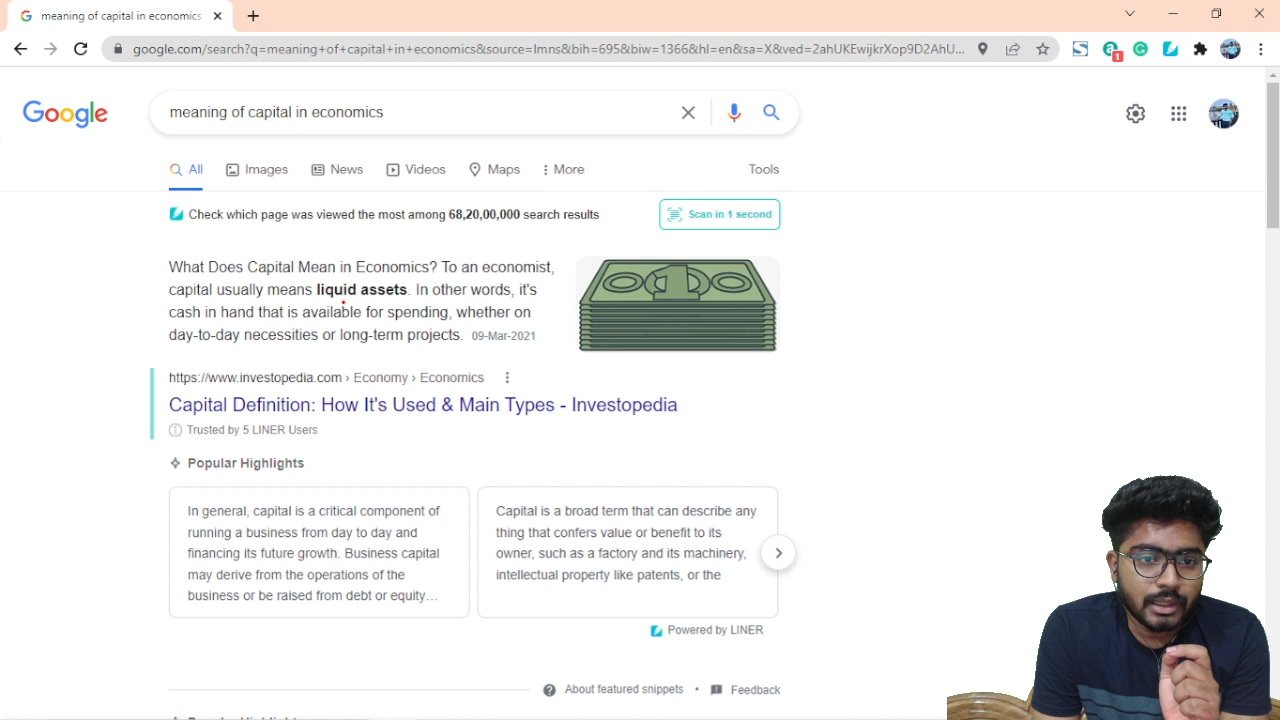 meaning of capital in economics
google.com/search?q=meaning+of+capital+in+economics&source=lmns&bih=695&biw=1366&hl=en&sa=X&ved=2ahUKEwijkrXop9D2AhU...
1
Google
meaning of capital in economics
All
Images
News
Videos
Maps
More
Tools
Check which page was viewed the most among 68,20,00,000 search results
Scan in 1 second
What Does Capital Mean in Economics? To an economist,
capital usually means liquid assets. In other words, it's
cash in hand that is available for spending, whether on
day-to-day necessities or long-term projects. 09-Mar-2021
1
https://www.investopedia.com › Economy › Economics
Capital Definition: How It's Used & Main Types - Investopedia
Trusted by 5 LINER Users
Popular Highlights
In general, capital is a critical component of
running a business from day to day and
financing its future growth. Business capital
may derive from the operations of the
business or be raised from debt or equity…
Capital is a broad term that can describe any
thing that confers value or benefit to its
owner, such as a factory and its machinery,
intellectual property like patents, or the
Powered by LINER
About featured snippets
•
Feedback